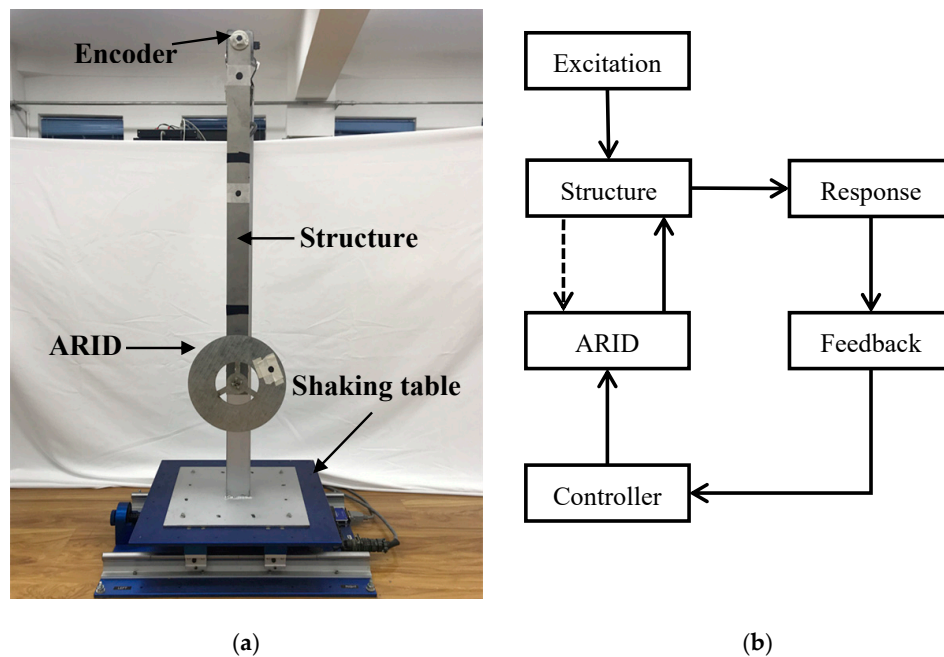 Encoder
Structure
ARID
Shaking table
(a)
Excitation
Structure
Response
ARID
Feedback
Controller
(b)